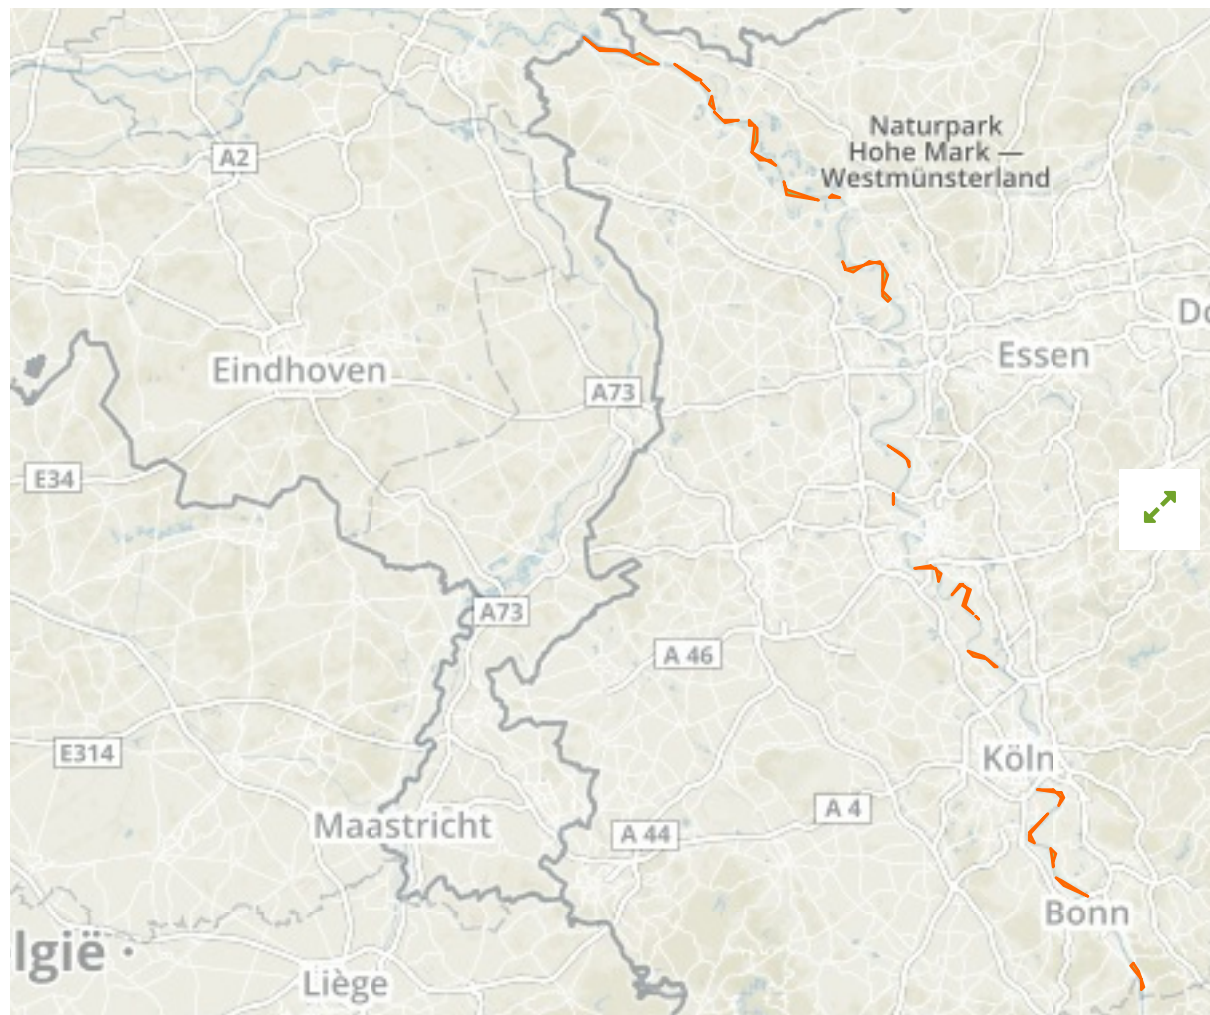 Naturpark
Hohe Mark —
Westmünsterland
A2
Do
Essen
Eindhoven
A73
E34
A73
A 46
E314
Köln
A 4
Maastricht
A 44
Bonn
lgië
Liège